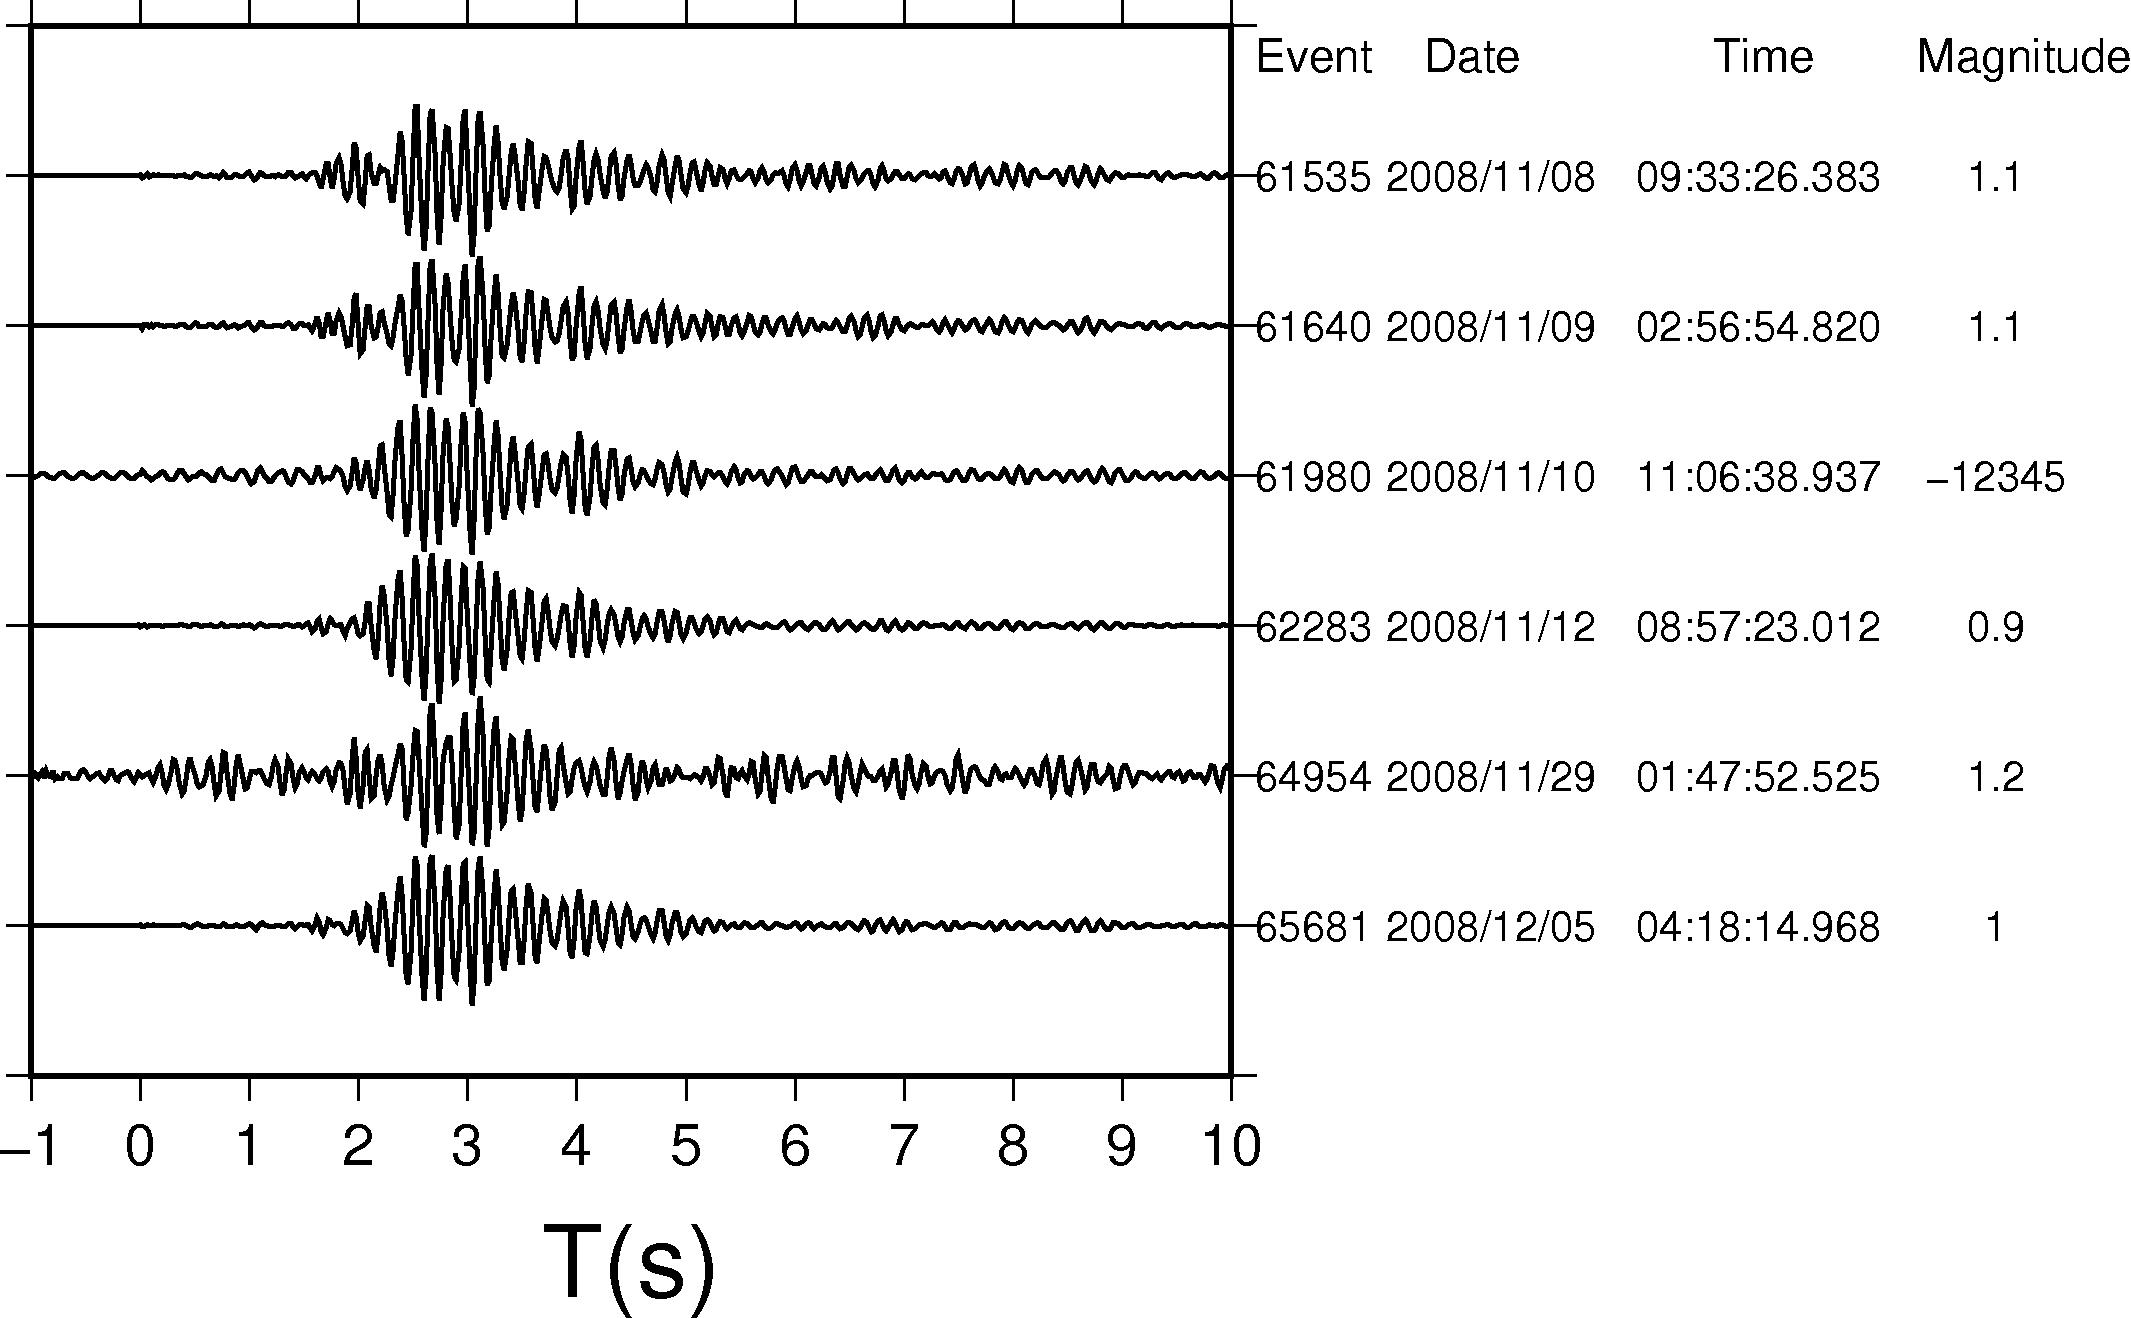 Event Date Time Magnitude
61535 2008/11/08 09:33:26.383 1.1
61640 2008/11/09 02:56:54.820 1.1
61980 2008/11/10 11:06:38.937 −12345
62283 2008/11/12 08:57:23.012 0.9
64954 2008/11/29 01:47:52.525 1.2
65681 2008/12/05 04:18:14.968 1
−1 0 1 2 3 4 5 6 7 8 9 10
T(s)